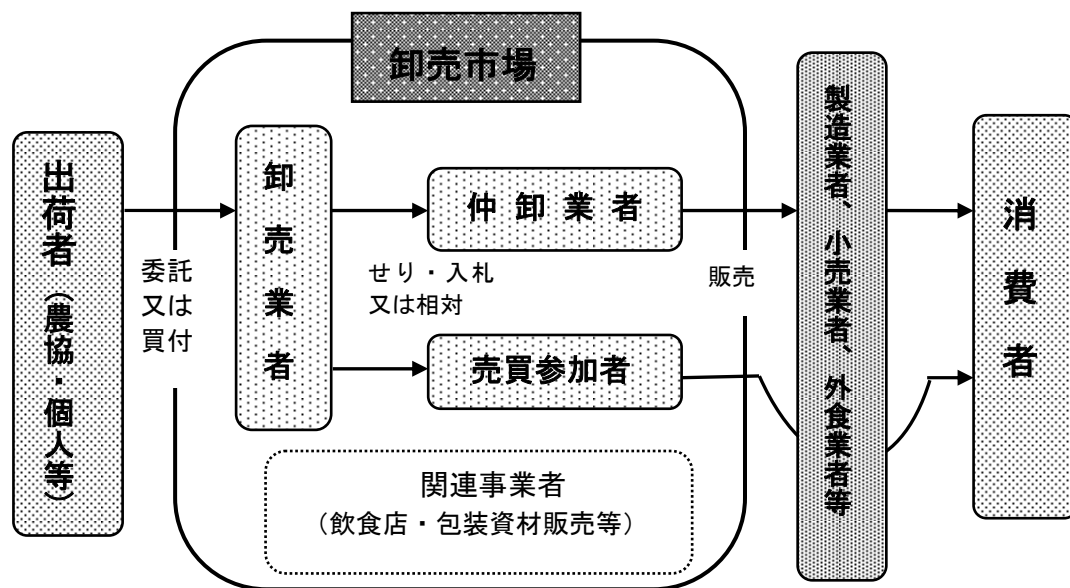 卸売市場
出荷者（農協・個人等）
委託
又は
買付
卸売業者
せり・入札
又は相対
仲卸業者
売買参加者
販売
関連事業者
（飲食店・包装資材販売等）
製造業者、小売業者、外食業者等
消費者